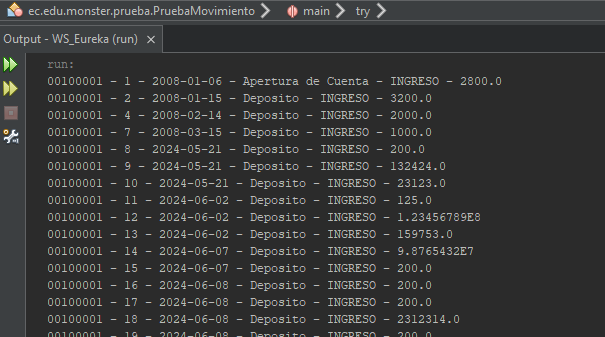 ec.edu.monster.prueba.PruebaMovimiento > main > try >
Output - WS_Eureka (run) ×
run:
00100001 - 1 - 2008-01-06 - Apertura de Cuenta - INGRESO - 2800.0
00100001 - 2 - 2008-01-15 - Deposito - INGRESO - 3200.0
00100001 - 4 - 2008-02-14 - Deposito - INGRESO - 2000.0
00100001 - 7 - 2008-03-15 - Deposito - INGRESO - 1000.0
00100001 - 8 - 2024-05-21 - Deposito - INGRESO - 200.0
00100001 - 9 - 2024-05-21 - Deposito - INGRESO - 132424.0
00100001 - 10 - 2024-05-21 - Deposito - INGRESO - 23123.0
00100001 - 11 - 2024-06-02 - Deposito - INGRESO - 125.0
00100001 - 12 - 2024-06-02 - Deposito - INGRESO - 1.23456789E8
00100001 - 13 - 2024-06-02 - Deposito - INGRESO - 159753.0
00100001 - 14 - 2024-06-07 - Deposito - INGRESO - 9.8765432E7
00100001 - 15 - 2024-06-07 - Deposito - INGRESO - 200.0
00100001 - 16 - 2024-06-08 - Deposito - INGRESO - 200.0
00100001 - 17 - 2024-06-08 - Deposito - INGRESO - 200.0
00100001 - 18 - 2024-06-08 - Deposito - INGRESO - 2312314.0
00100001 - 19 - 2024-06-08 - Deposito - INGRESO - 200.0